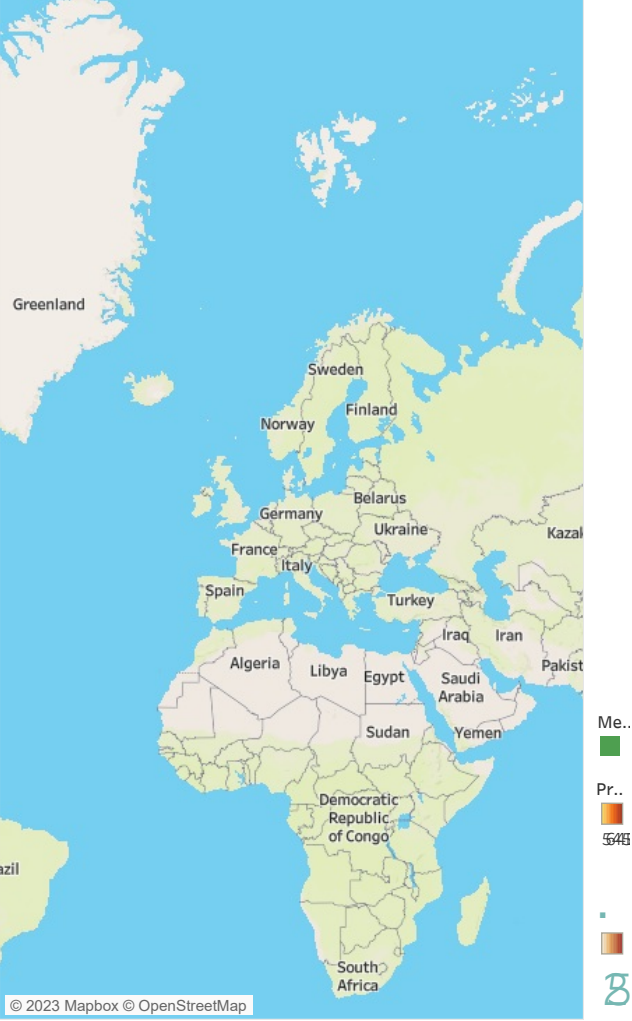 Greenland
Sweden
Finland
Norway
Belarus
Germany
Ukraine
Kazak
France
Italy
Spain
Turkey
Iraq
Iran
Algeria
Libya
Egypt
Saudi
Arabia
Pakist
Me..
Sudan
Yemen
Pr..
Democratic
Republic
of Congo
azil
South
Africa
© 2023 Mapbox © OpenStreetMap